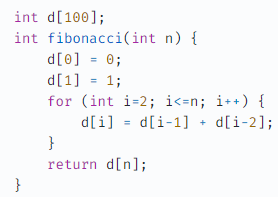 int d[100];
int fibonacci(int n) {
    d[0] = 0;
    d[1] = 1;
    for (int i=2; i<=n; i++) {
        d[i] = d[i-1] + d[i-2];
    }
    return d[n];
}